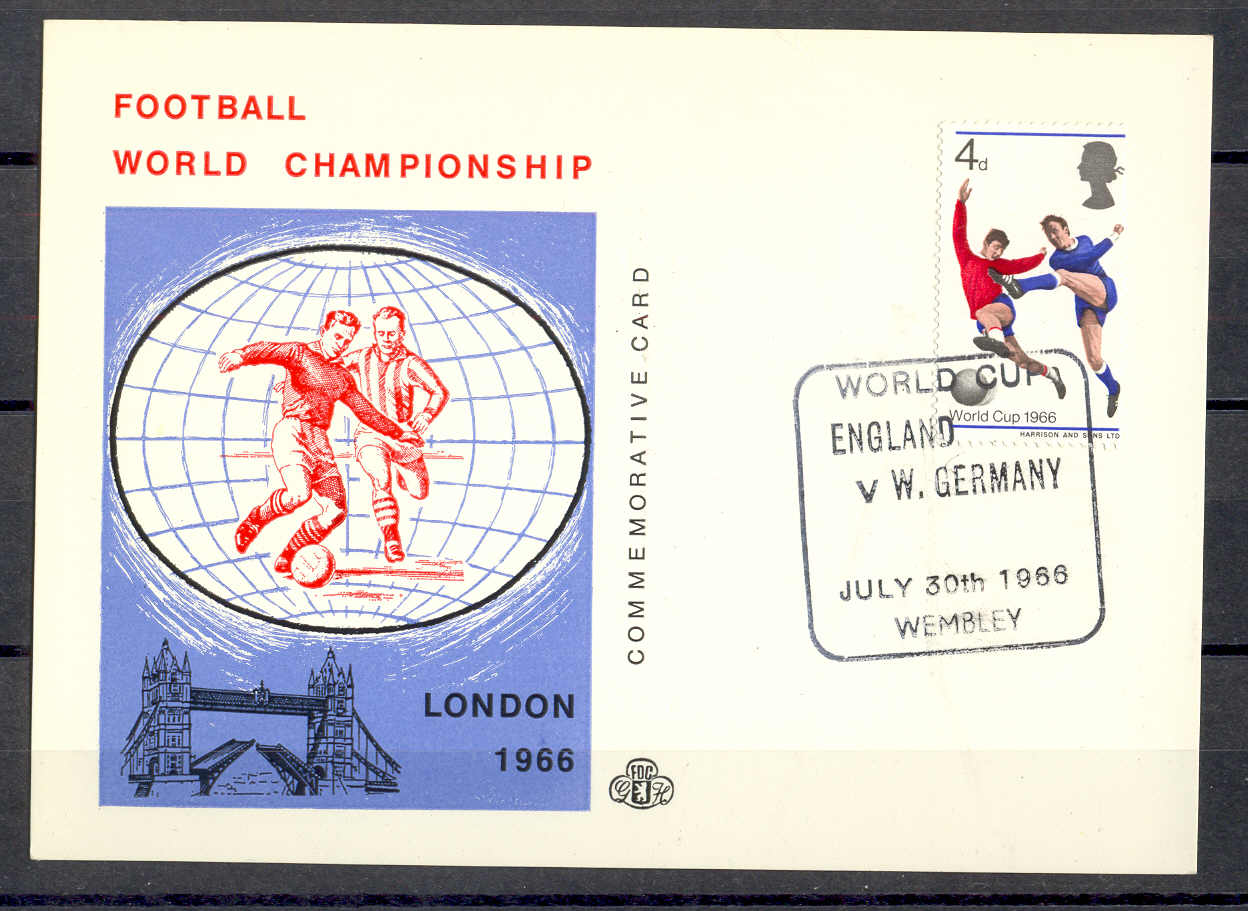 FOOTBALL
WORLD CHAMPIONSHIP
LONDON
1966
COMMEMORATIVE CARD
FDC
G H
4d
World Cup 1966
HARRISON AND SONS LTD
WORLD CUP
ENGLAND
v W. GERMANY
JULY 30th 1966
WEMBLEY